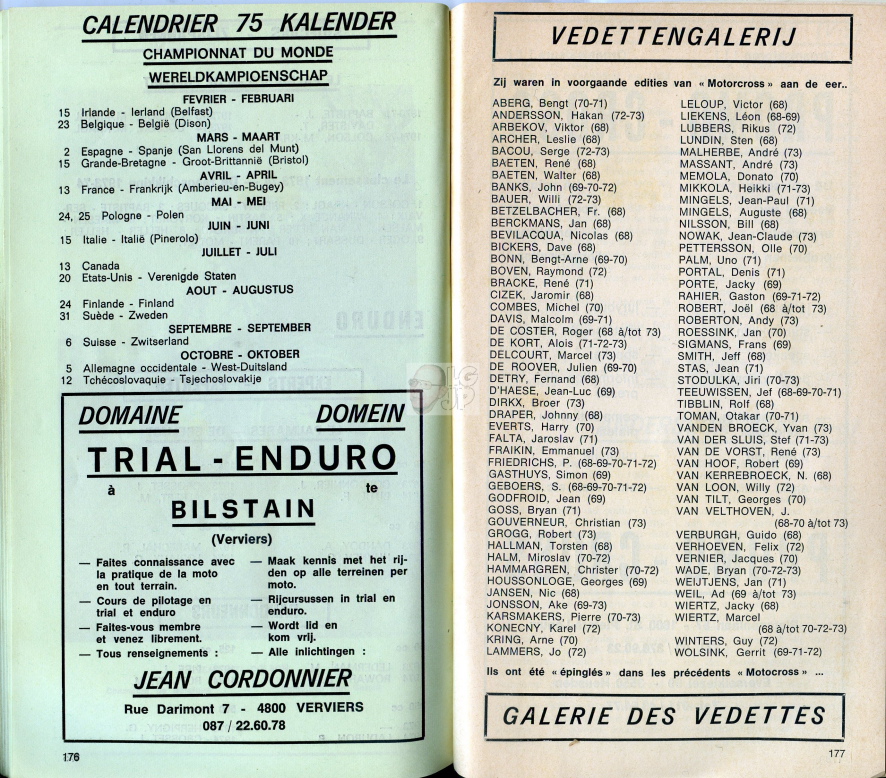 CALENDRIER 75 KALENDER
CHAMPIONNAT DU MONDE
WERELDKAMPIOENSCHAP
FEVRIER - FEBRUARI
15 Irlande - Ierland (Belfast)
23 Belgique - België (Dison)
MARS - MAART
2 Espagne - Spanje (San Llorens del Munt)
15 Grande-Bretagne - Groot-Brittannië (Bristol)
AVRIL - APRIL
13 France - Frankrijk (Amberieu-en-Bugey)
MAI - MEI
24, 25 Pologne - Polen
JUIN - JUNI
15 Italie - Italië (Pinerolo)
JUILLET - JULI
13 Canada
20 Etats-Unis - Verenigde Staten
AOUT - AUGUSTUS
24 Finlande - Finland
31 Suède - Zweden
SEPTEMBRE - SEPTEMBER
6 Suisse - Zwitserland
OCTOBRE - OKTOBER
5 Allemagne occidentale - West-Duitsland
12 Tchécoslovaquie - Tsjechoslovakije
DOMAINE DOMEIN
TRIAL - ENDURO
à te
BILSTAIN
(Verviers)
— Faites connaissance avec
la pratique de la moto
en tout terrain.
— Cours de pilotage en
trial et enduro
— Faites-vous membre
et venez librement.
— Tous renseignements :
— Maak kennis met het rij-
den op alle terreinen per
moto.
— Rijcursussen in trial en
enduro.
— Wordt lid en
kom vrij.
— Alle inlichtingen :
JEAN CORDONNIER
Rue Darimont 7 - 4800 VERVIERS
087 / 22.60.78
176
VEDETTENGALERIJ
Zij waren in voorgaande edities van « Motorcross » aan de eer..
ABERG, Bengt (70-71)
ANDERSSON, Hakan (72-73)
ARBEKOV, Viktor (68)
ARCHER, Leslie (68)
BACOU, Serge (72-73)
BAETEN, René (68)
BAETEN, Walter (68)
BANKS, John (69-70-72)
BAUER, Willi (72-73)
BETZELBACHER, Fr. (68)
BERCKMANS, Jan (68)
BEVILACQUA, Nicolas (68)
BICKERS, Dave (68)
BONN, Bengt-Arne (69-70)
BOVEN, Raymond (72)
BRACKE, René (71)
CIZEK, Jaromir (68)
COMBES, Michel (70)
DAVIS, Malcolm (69-71)
DE COSTER, Roger (68 à/tot 73)
DE KORT, Alois (71-72-73)
DELCOURT, Marcel (73)
DE ROOVER, Julien (69-70)
DETRY, Fernand (68)
D'HAESE, Jean-Luc (69)
DIRKX, Broer (73)
DRAPER, Johnny (68)
EVERTS, Harry (70)
FALTA, Jaroslav (71)
FRAIKIN, Emmanuel (73)
FRIEDRICHS, P. (68-69-70-71-72)
GASTHUYS, Simon (69)
GEBOERS, S. (68-69-70-71-72)
GODFROID, Jean (69)
GOSS, Bryan (71)
GOUVERNEUR, Christian (73)
GROGG, Robert (73)
HALLMAN, Torsten (68)
HALM, Miroslav (70-72)
HAMMARGREN, Christer (70-72)
HOUSSONLOGE, Georges (69)
JANSEN, Nic (68)
JONSSON, Ake (69-73)
KARSMAKERS, Pierre (70-73)
KONECNY, Karel (72)
KRING, Arne (70)
LAMMERS, Jo (72)
LELOUP, Victor (68)
LIEKENS, Léon (68-69)
LUBBERS, Rikus (72)
LUNDIN, Sten (68)
MALHERBE, André (73)
MASSANT, André (73)
MEMOLA, Donato (70)
MIKKOLA, Heikki (71-73)
MINGELS, Jean-Paul (71)
MINGELS, Auguste (68)
NILSSON, Bill (68)
NOWAK, Jean-Claude (73)
PETTERSSON, Olle (70)
PALM, Uno (71)
PORTAL, Denis (71)
PORTE, Jacky (69)
RAHIER, Gaston (69-71-72)
ROBERT, Joël (68 à/tot 73)
ROBERTON, Andy (73)
ROESSINK, Jan (70)
SIGMANS, Frans (69)
SMITH, Jeff (68)
STAS, Jean (71)
STODULKA, Jiri (70-73)
TEEUWISSEN, Jef (68-69-70-71)
TIBBLIN, Rolf (68)
TOMAN, Otakar (70-71)
VANDEN BROECK, Yvan (73)
VAN DER SLUIS, Stef (71-73)
VAN DE VORST, René (73)
VAN HOOF, Robert (69)
VAN KERREBROECK, N. (68)
VAN LOON, Willy (72)
VAN TILT, Georges (70)
VAN VELTHOVEN, J.
(68-70 à/tot 73)
VERBURGH, Guido (68)
VERHOEVEN, Felix (72)
VERNIER, Jacques (70)
WADE, Bryan (70-72-73)
WEIJTJENS, Jan (71)
WEIL, Ad (69 à/tot 73)
WIERTZ, Jacky (68)
WIERTZ, Marcel
(68 à/tot 70-72-73)
WINTERS, Guy (72)
WOLSINK, Gerrit (69-71-72)
Ils ont été « épinglés » dans les précédents « Motocross » ...
GALERIE DES VEDETTES
177